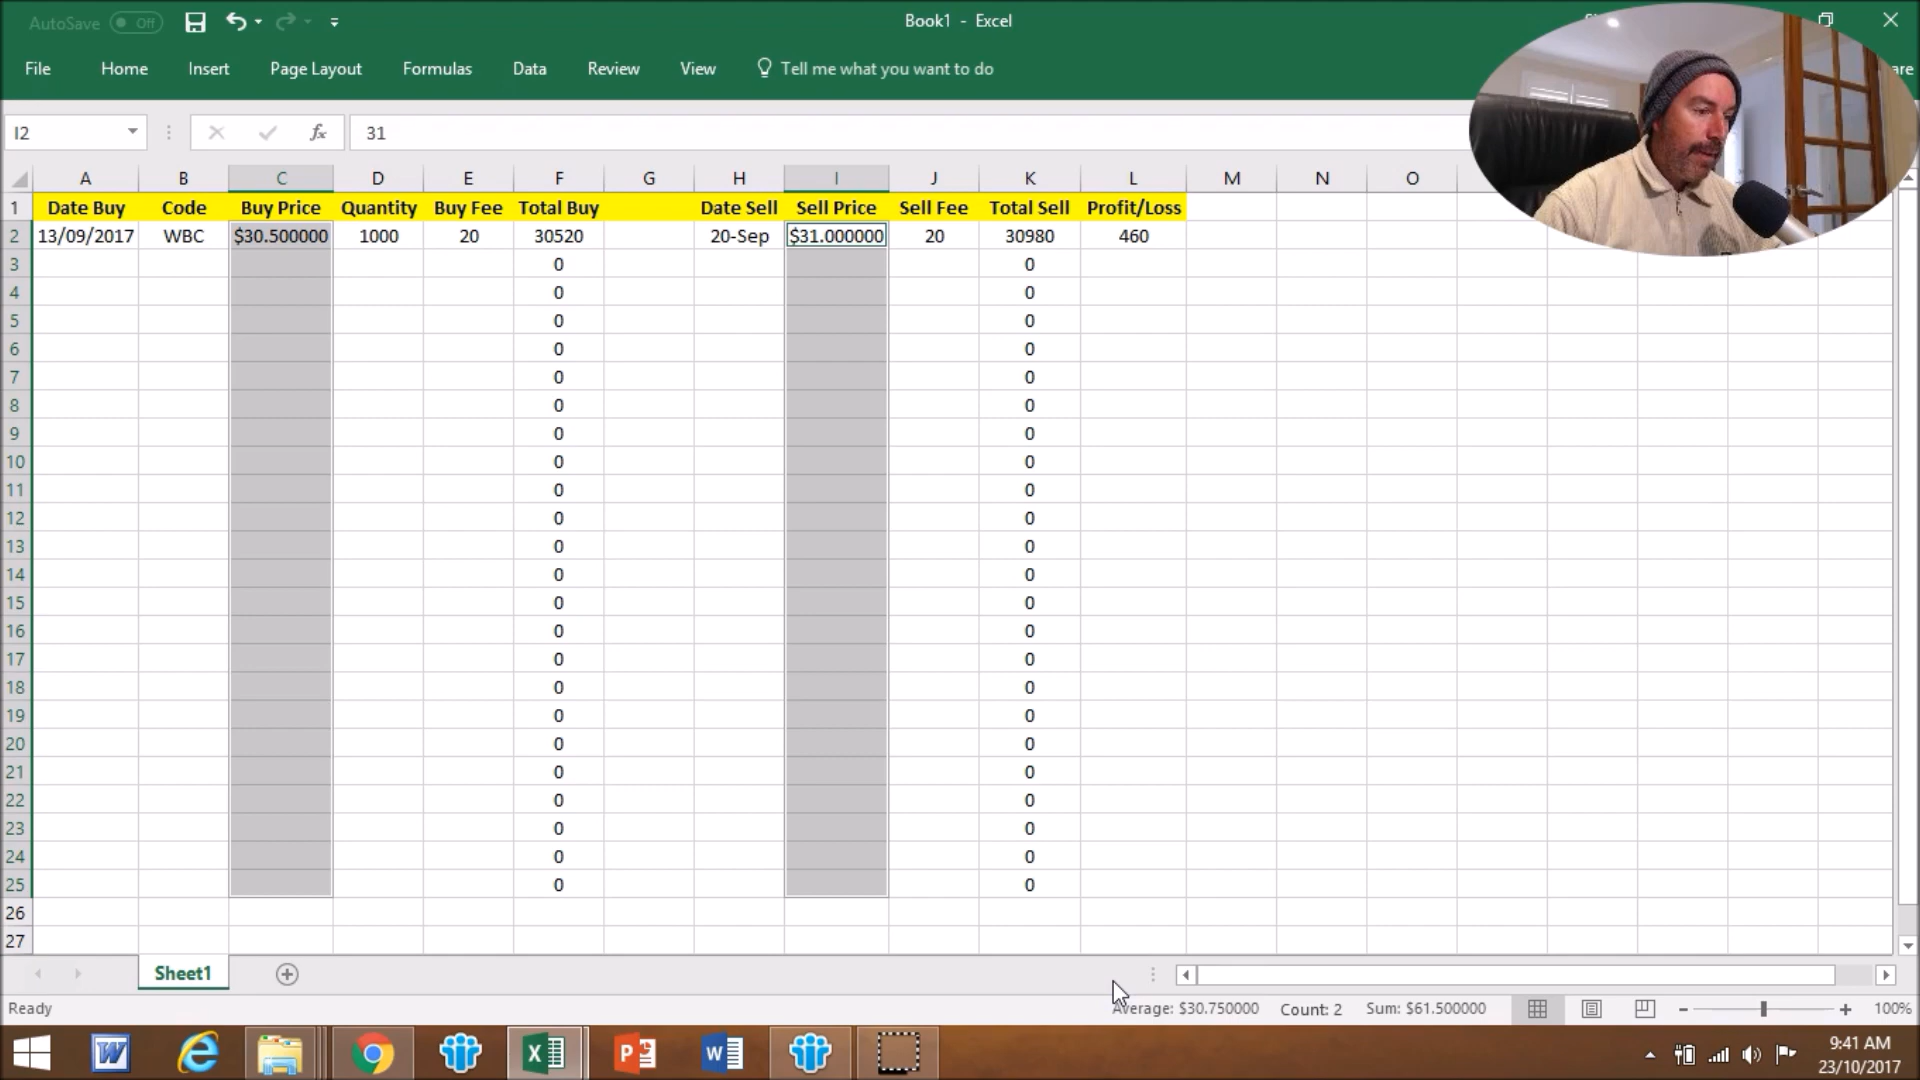 AutoSave Off
Book1 - Excel
File Home Insert Page Layout Formulas Data Review View Tell me what you want to do
are
I2 fx 31
A B C D E F G H I J K L M N O
1 Date Buy Code Buy Price Quantity Buy Fee Total Buy Date Sell Sell Price Sell Fee Total Sell Profit/Loss
2 13/09/2017 WBC $30.500000 1000 20 30520 20-Sep $31.000000 20 30980 460
3 0 0
4 0 0
5 0 0
6 0 0
7 0 0
8 0 0
9 0 0
10 0 0
11 0 0
12 0 0
13 0 0
14 0 0
15 0 0
16 0 0
17 0 0
18 0 0
19 0 0
20 0 0
21 0 0
22 0 0
23 0 0
24 0 0
25 0 0
26
27
Sheet1
Ready Average: $30.750000 Count: 2 Sum: $61.500000 100%
9:41 AM
23/10/2017